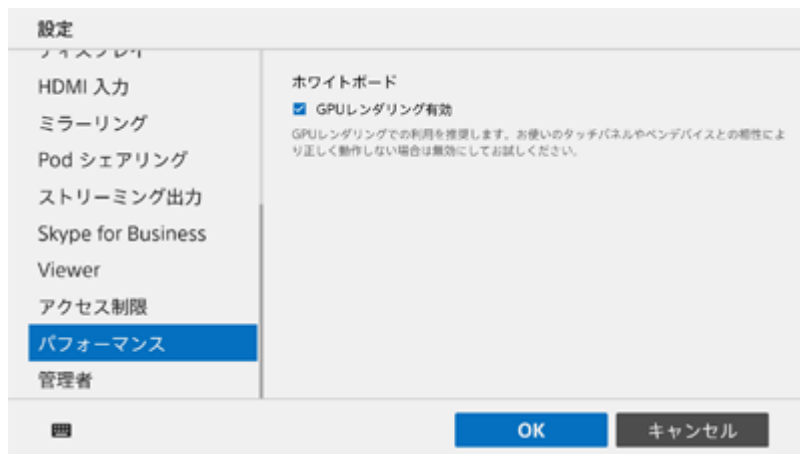 設定
ディスプレイ
HDMI 入力
ミラーリング
Pod シェアリング
ストリーミング出力
Skype for Business
Viewer
アクセス制限
パフォーマンス
管理者
ホワイトボード
GPUレンダリング有効
GPUレンダリングでの利用を推奨します。お使いのタッチパネルやペンデバイスとの相性によ
り正しく動作しない場合は無効にしてお試しください。
OK
キャンセル